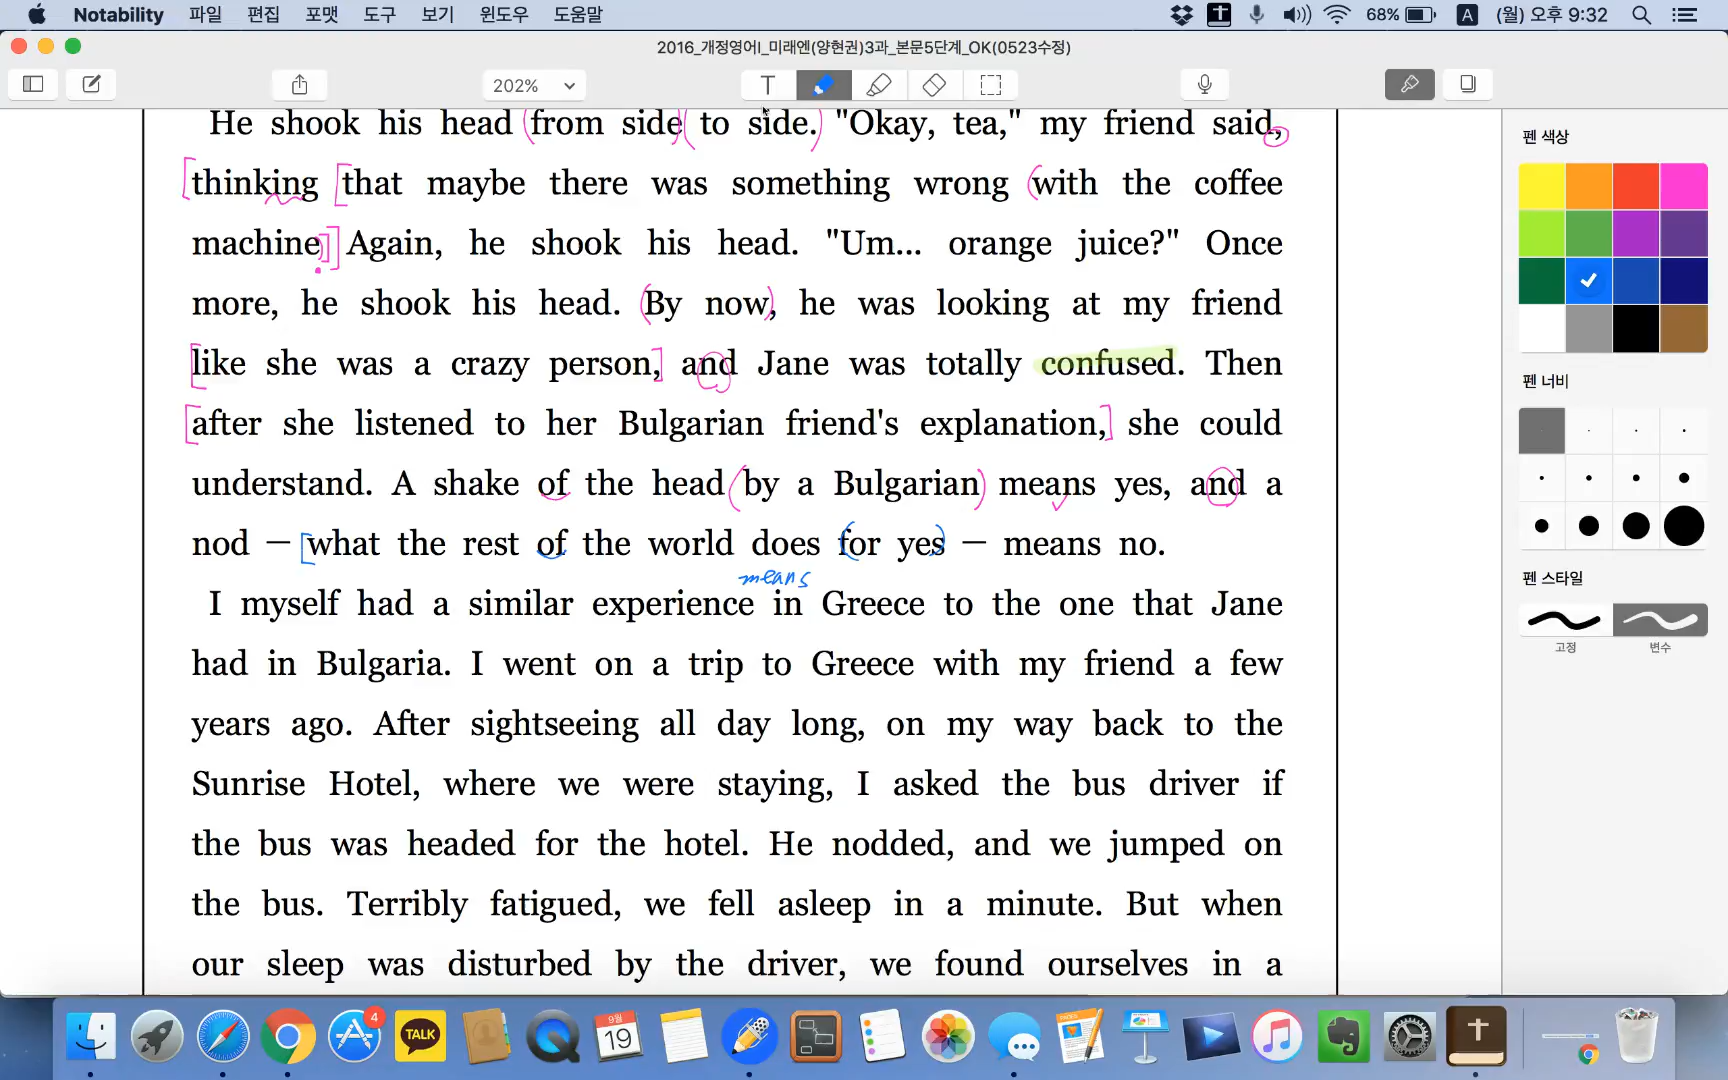 Notability 파일 편집 포맷 도구 보기 윈도우 도움말 68% A (월) 오후 9:32
2016_개정영어I_미래엔(양현권)3과_본문5단계_OK(0523수정)
202% T
He shook his head (from side)(to side.) "Okay, tea," my friend said,
[thinking [that maybe there was something wrong (with the coffee
machine)]] Again, he shook his head. "Um... orange juice?" Once
more, he shook his head. (By now), he was looking at my friend
[like she was a crazy person,] and Jane was totally confused. Then
[after she listened to her Bulgarian friend's explanation,] she could
understand. A shake of the head (by a Bulgarian) means yes, and a
nod — [what the rest of the world does (for yes) — means no.
means
I myself had a similar experience in Greece to the one that Jane
had in Bulgaria. I went on a trip to Greece with my friend a few
years ago. After sightseeing all day long, on my way back to the
Sunrise Hotel, where we were staying, I asked the bus driver if
the bus was headed for the hotel. He nodded, and we jumped on
the bus. Terribly fatigued, we fell asleep in a minute. But when
our sleep was disturbed by the driver, we found ourselves in a
펜 색상
펜 너비
펜 스타일
고정 변수
4
TALK
9월
19